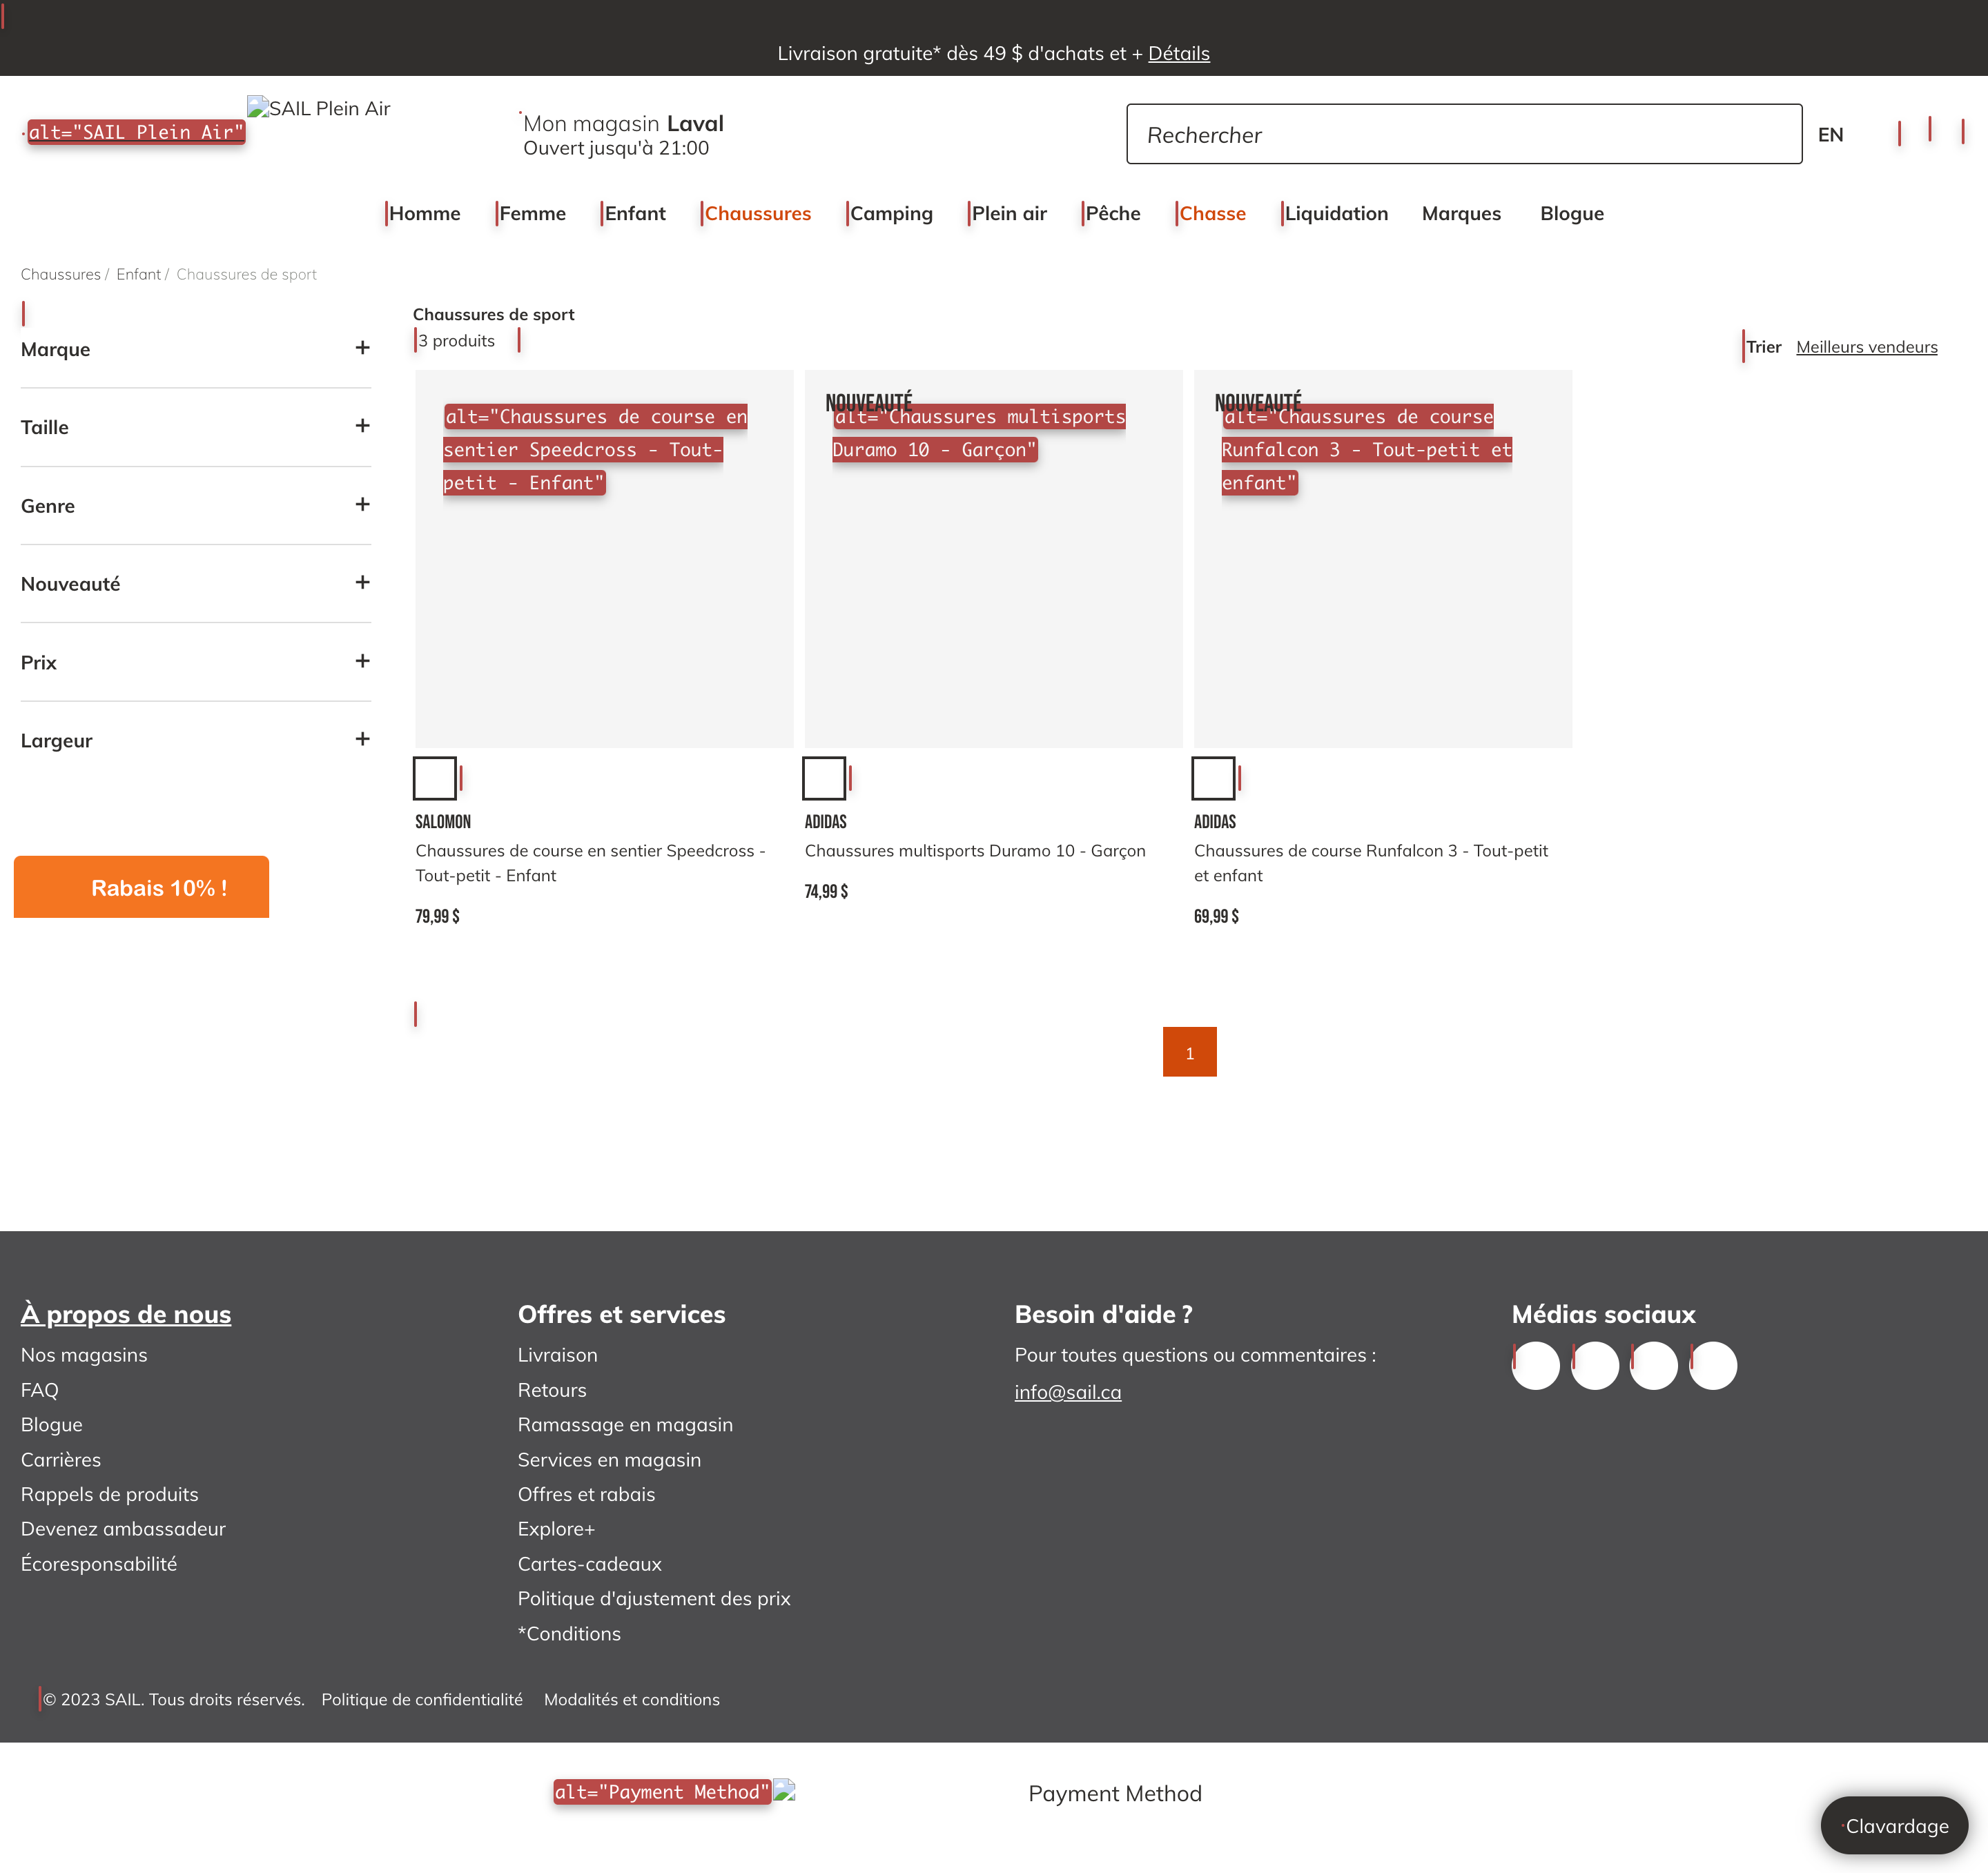 Livraison gratuite* dès 49 $ d'achats et + Détails
alt="SAIL Plein Air"
SAIL Plein Air
Mon magasin Laval
Ouvert jusqu'à 21:00
Rechercher
EN
Homme Femme Enfant Chaussures Camping Plein air Pêche Chasse Liquidation Marques Blogue
Chaussures / Enfant / Chaussures de sport
Chaussures de sport
3 produits
Trier Meilleurs vendeurs
Marque +
Taille +
Genre +
Nouveauté +
Prix +
Largeur +
Rabais 10% !
alt="Chaussures de course en
sentier Speedcross - Tout-
petit - Enfant"
SALOMON
Chaussures de course en sentier Speedcross -
Tout-petit - Enfant
79,99 $
NOUVEAUTÉ
alt="Chaussures multisports
Duramo 10 - Garçon"
ADIDAS
Chaussures multisports Duramo 10 - Garçon
74,99 $
NOUVEAUTÉ
alt="Chaussures de course
Runfalcon 3 - Tout-petit et
enfant"
ADIDAS
Chaussures de course Runfalcon 3 - Tout-petit
et enfant
69,99 $
1
À propos de nous
Nos magasins
FAQ
Blogue
Carrières
Rappels de produits
Devenez ambassadeur
Écoresponsabilité
Offres et services
Livraison
Retours
Ramassage en magasin
Services en magasin
Offres et rabais
Explore+
Cartes-cadeaux
Politique d'ajustement des prix
*Conditions
Besoin d'aide ?
Pour toutes questions ou commentaires :
info@sail.ca
Médias sociaux
© 2023 SAIL. Tous droits réservés. Politique de confidentialité Modalités et conditions
alt="Payment Method"
Payment Method
Clavardage